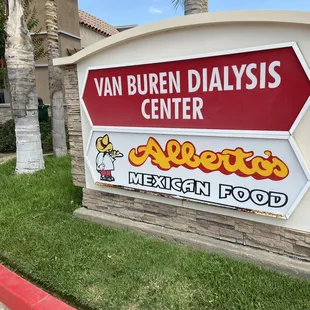 VAN BUREN DIALYSIS
CENTER
Alberto's
MEXICAN FOOD